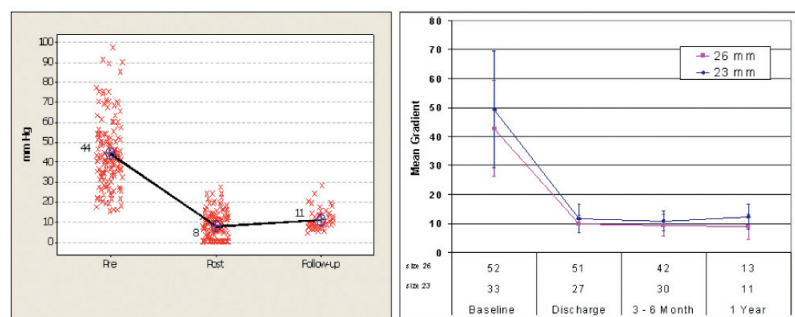 100
90
80
70
60
50
40
30
20
10
0
mm Hg
44
8
11
Pre
Post
Follow-up
80
70
60
50
40
30
20
10
0
Mean Gradient
26 mm
23 mm
size 26 52 51 42 13
size 23 33 27 30 11
Baseline Discharge 3 - 6 Month 1 Year